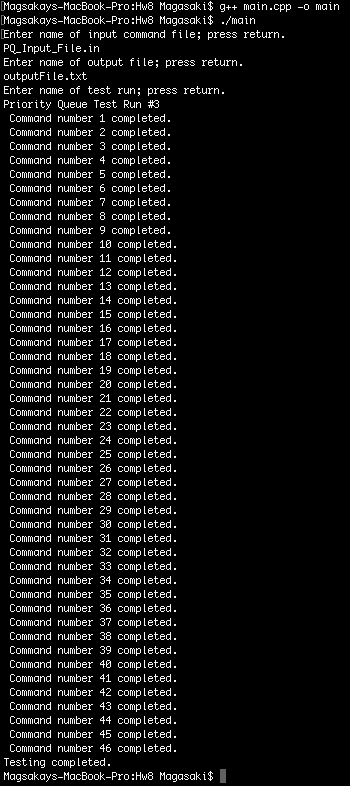 [Magsakays-MacBook-Pro:Hw8 Magasaki$ g++ main.cpp -o main
[Magsakays-MacBook-Pro:Hw8 Magasaki$ ./main
Enter name of input command file; press return.
PQ_Input_File.in
Enter name of output file; press return.
outputFile.txt
Enter name of test run; press return.
Priority Queue Test Run #3
 Command number 1 completed.
 Command number 2 completed.
 Command number 3 completed.
 Command number 4 completed.
 Command number 5 completed.
 Command number 6 completed.
 Command number 7 completed.
 Command number 8 completed.
 Command number 9 completed.
 Command number 10 completed.
 Command number 11 completed.
 Command number 12 completed.
 Command number 13 completed.
 Command number 14 completed.
 Command number 15 completed.
 Command number 16 completed.
 Command number 17 completed.
 Command number 18 completed.
 Command number 19 completed.
 Command number 20 completed.
 Command number 21 completed.
 Command number 22 completed.
 Command number 23 completed.
 Command number 24 completed.
 Command number 25 completed.
 Command number 26 completed.
 Command number 27 completed.
 Command number 28 completed.
 Command number 29 completed.
 Command number 30 completed.
 Command number 31 completed.
 Command number 32 completed.
 Command number 33 completed.
 Command number 34 completed.
 Command number 35 completed.
 Command number 36 completed.
 Command number 37 completed.
 Command number 38 completed.
 Command number 39 completed.
 Command number 40 completed.
 Command number 41 completed.
 Command number 42 completed.
 Command number 43 completed.
 Command number 44 completed.
 Command number 45 completed.
 Command number 46 completed.
Testing completed.
Magsakays-MacBook-Pro:Hw8 Magasaki$